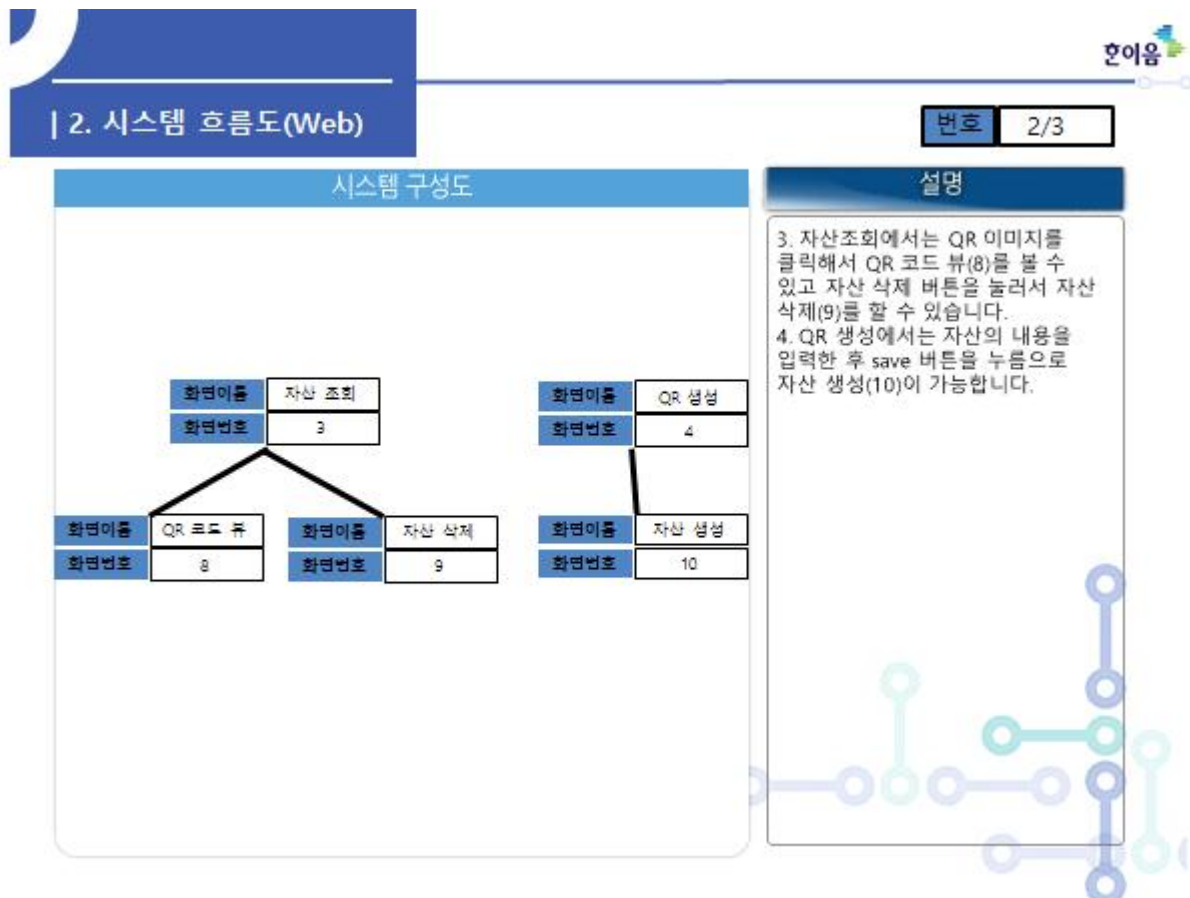 한이음
| 2. 시스템 흐름도(Web)
번호 2/3
시스템 구성도
설명
3. 자산조회에서는 QR 이미지를
클릭해서 QR 코드 뷰(8)를 볼 수
있고 자산 삭제 버튼을 눌러서 자산
삭제(9)를 할 수 있습니다.
4. QR 생성에서는 자산의 내용을
입력한 후 save 버튼을 누름으로
자산 생성(10)이 가능합니다.
화면이름 자산 조회
화면번호 3
화면이름 QR 생성
화면번호 4
화면이름 QR 코드 뷰
화면번호 8
화면이름 자산 삭제
화면번호 9
화면이름 자산 생성
화면번호 10